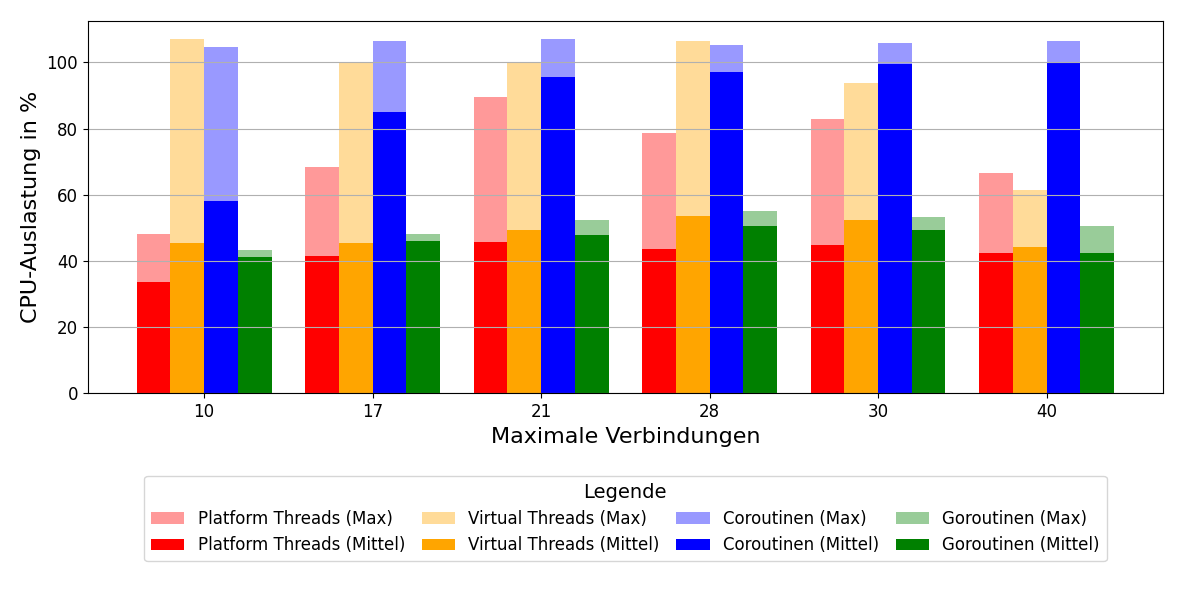 CPU-Auslastung in %
100
80
60
40
20
0
10 17 21 28 30 40
Maximale Verbindungen
Legende
Platform Threads (Max) Virtual Threads (Max) Coroutinen (Max) Goroutinen (Max)
Platform Threads (Mittel) Virtual Threads (Mittel) Coroutinen (Mittel) Goroutinen (Mittel)